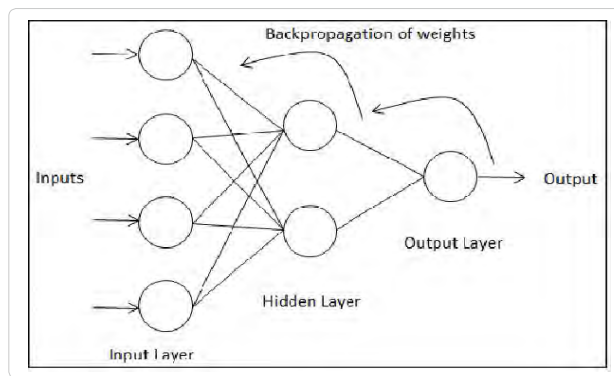 Backpropagation of weights
Inputs
Output
Output Layer
Hidden Layer
Input Layer